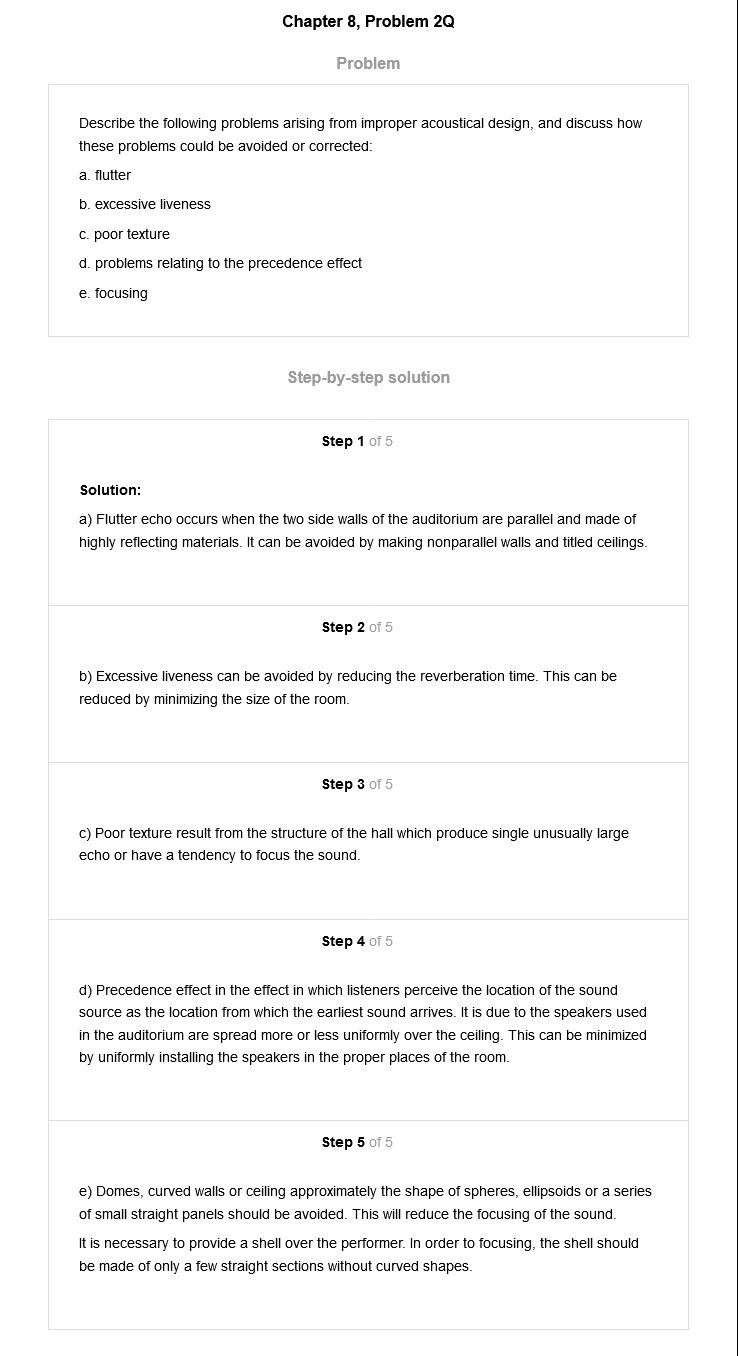 Chapter 8, Problem 2Q
Problem
Describe the following problems arising from improper acoustical design, and discuss how
these problems could be avoided or corrected:
a. flutter
b. excessive liveness
c. poor texture
d. problems relating to the precedence effect
e. focusing
Step-by-step solution
Step 1 of 5
Solution:
a) Flutter echo occurs when the two side walls of the auditorium are parallel and made of
highly reflecting materials. It can be avoided by making nonparallel walls and titled ceilings.
Step 2 of 5
b) Excessive liveness can be avoided by reducing the reverberation time. This can be
reduced by minimizing the size of the room.
Step 3 of 5
c) Poor texture result from the structure of the hall which produce single unusually large
echo or have a tendency to focus the sound.
Step 4 of 5
d) Precedence effect in the effect in which listeners perceive the location of the sound
source as the location from which the earliest sound arrives. It is due to the speakers used
in the auditorium are spread more or less uniformly over the ceiling. This can be minimized
by uniformly installing the speakers in the proper places of the room.
Step 5 of 5
e) Domes, curved walls or ceiling approximately the shape of spheres, ellipsoids or a series
of small straight panels should be avoided. This will reduce the focusing of the sound.
It is necessary to provide a shell over the performer. In order to focusing, the shell should
be made of only a few straight sections without curved shapes.